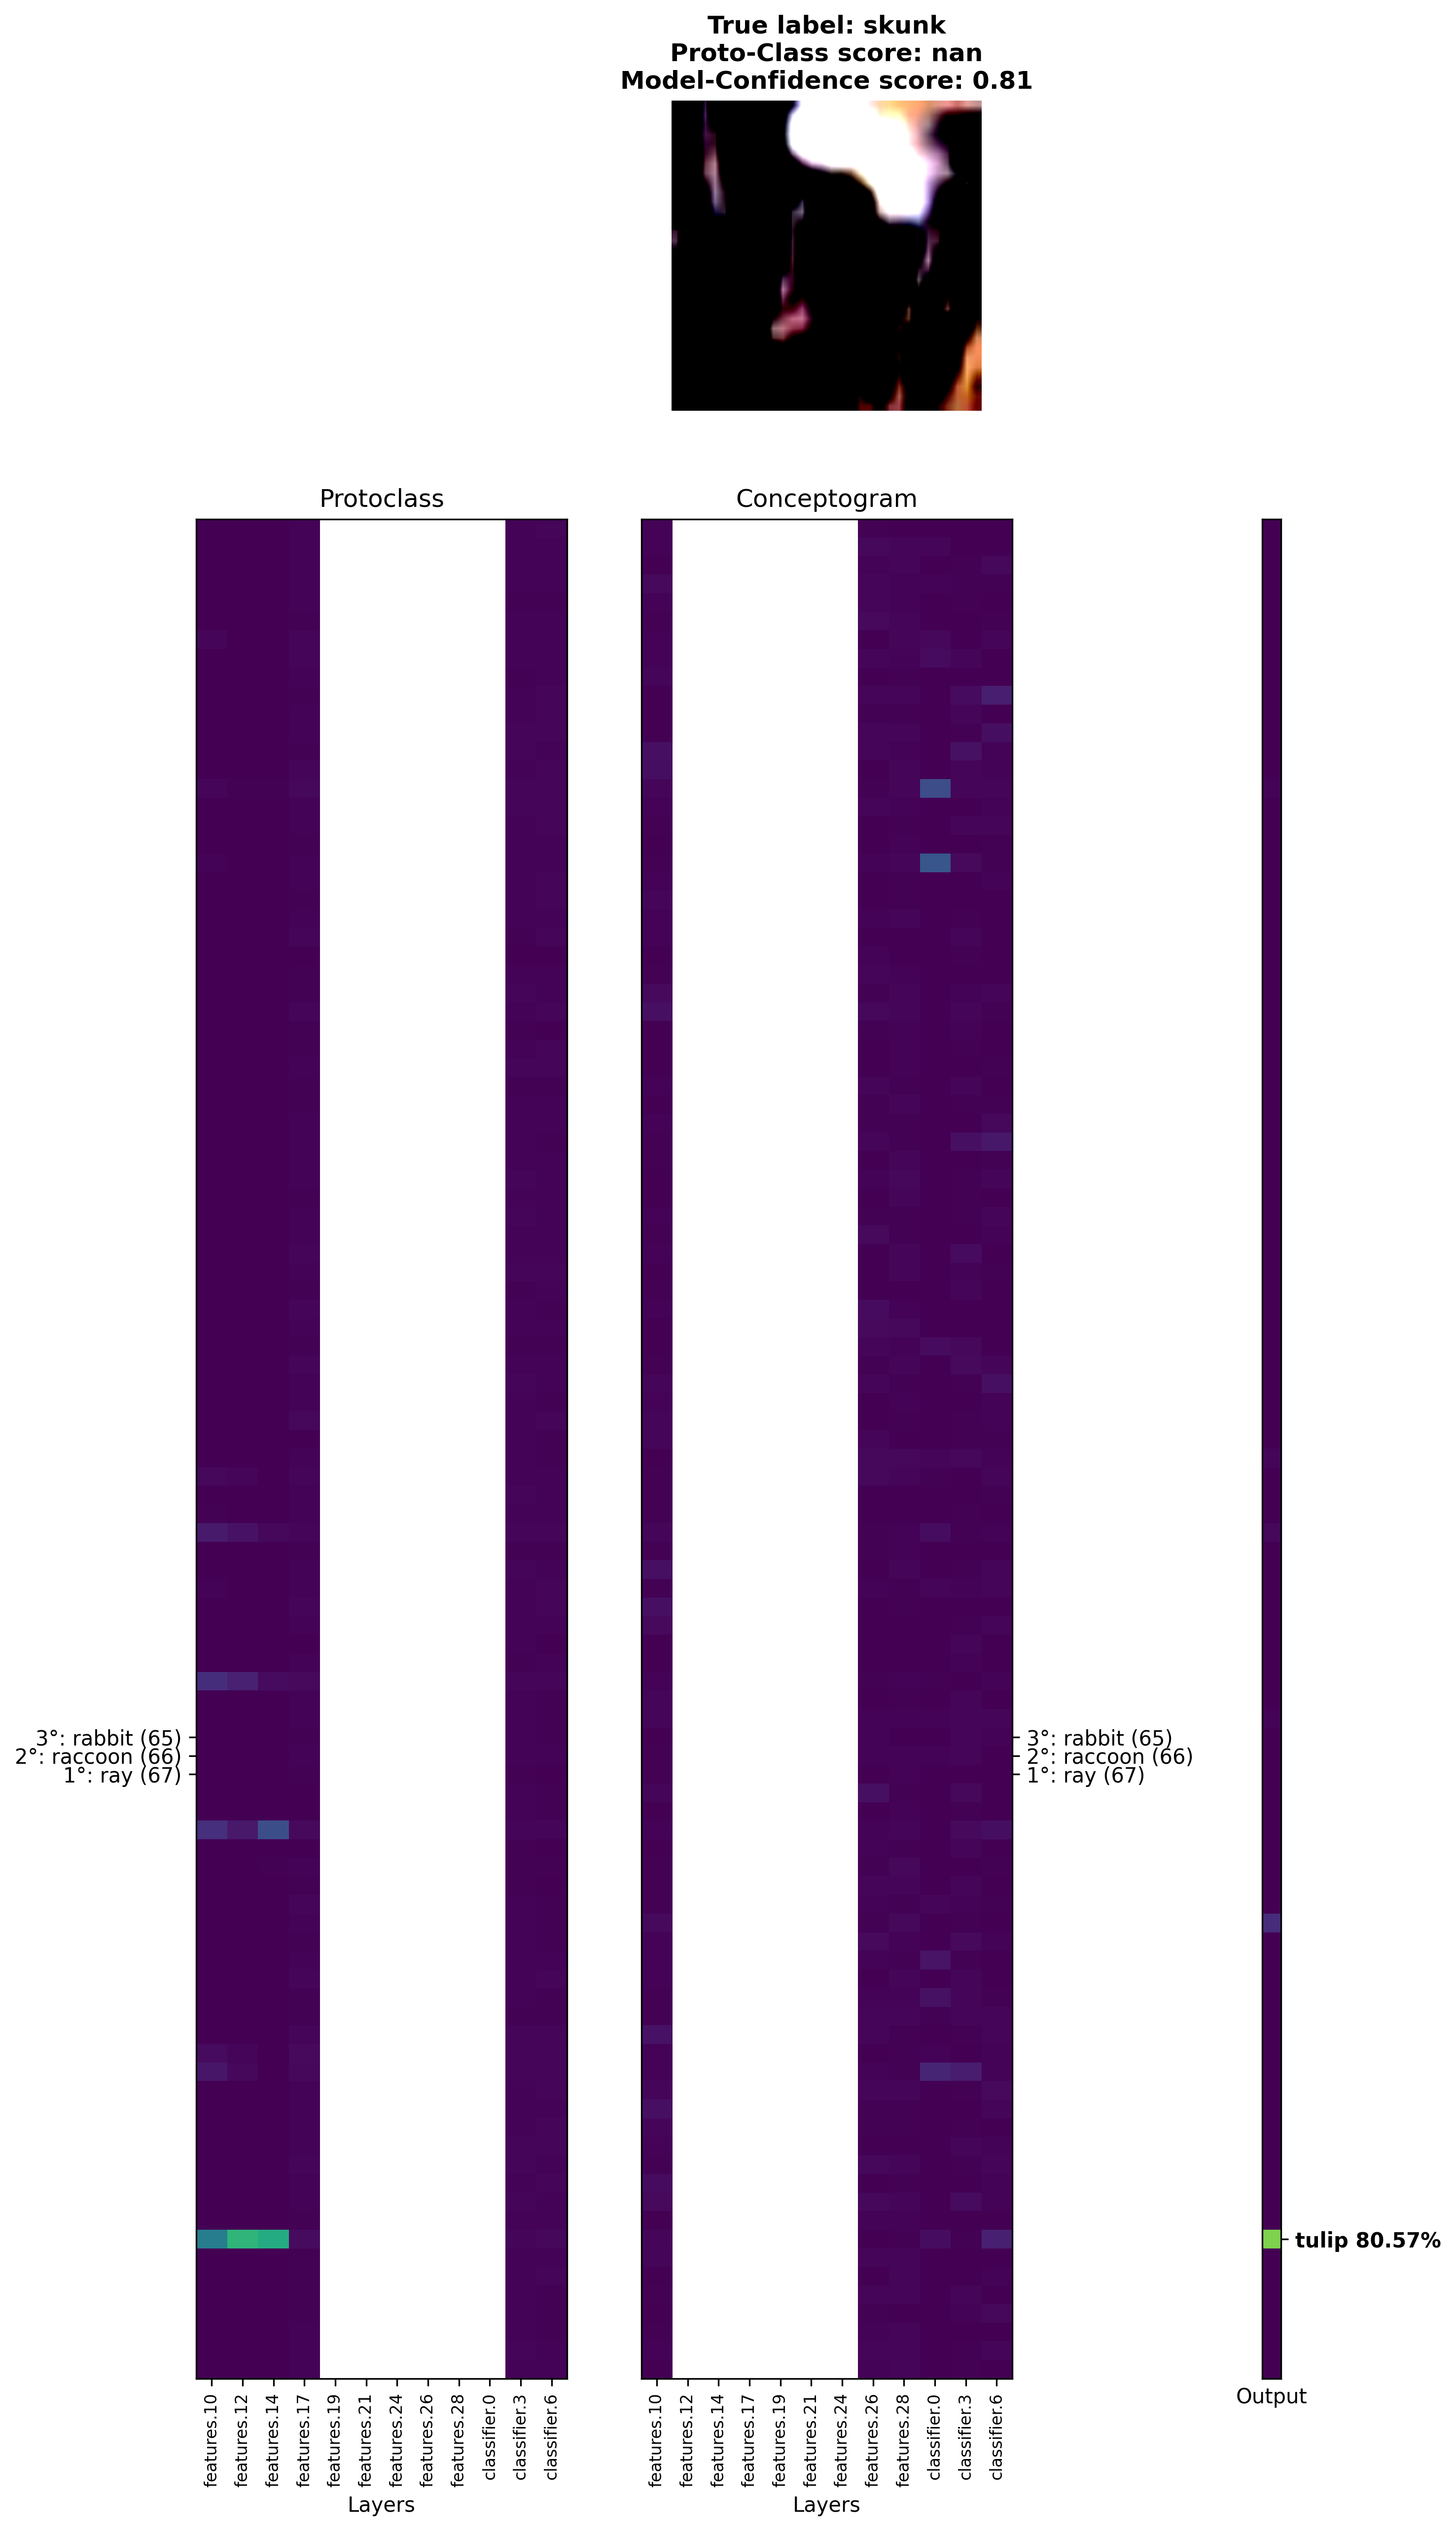 True label: skunk
Proto-Class score: nan
Model-Confidence score: 0.81
Protoclass
Conceptogram
3°: rabbit (65)
2°: raccoon (66)
1°: ray (67)
3°: rabbit (65)
2°: raccoon (66)
1°: ray (67)
tulip 80.57%
features.10
features.12
features.14
features.17
features.19
features.21
features.24
features.26
features.28
classifier.0
classifier.3
classifier.6
Layers
features.10
features.12
features.14
features.17
features.19
features.21
features.24
features.26
features.28
classifier.0
classifier.3
classifier.6
Layers
Output